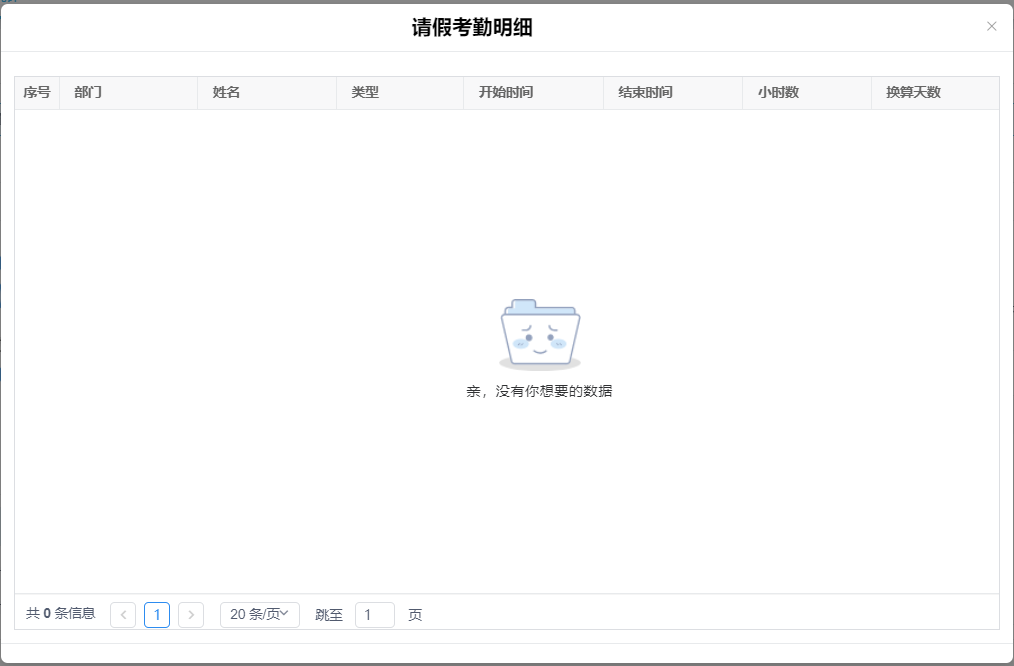 请假考勤明细
序号 部门 姓名 类型 开始时间 结束时间 小时数 换算天数
亲，没有你想要的数据
共 0 条信息 1 20 条/页 跳至 1 页